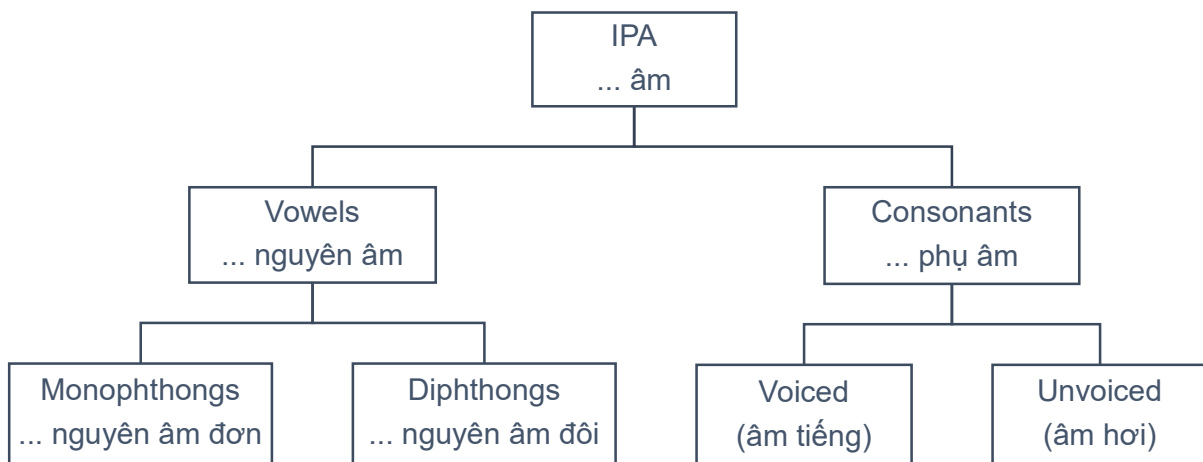 IPA
... âm
Vowels
... nguyên âm
Consonants
... phụ âm
Monophthongs
... nguyên âm đơn
Diphthongs
... nguyên âm đôi
Voiced
(âm tiếng)
Unvoiced
(âm hơi)